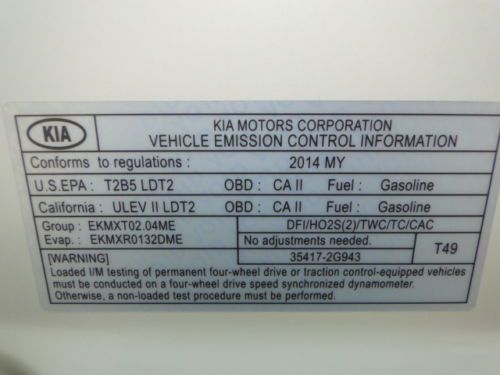 KIA
KIA MOTORS CORPORATION
VEHICLE EMISSION CONTROL INFORMATION
Conforms to regulations : 2014 MY
U.S.EPA : T2B5 LDT2 OBD : CA II Fuel : Gasoline
California : ULEV II LDT2 OBD : CA II Fuel : Gasoline
Group : EKMXT02.04ME DFI/HO2S(2)/TWC/TC/CAC
Evap. : EKMXR0132DME No adjustments needed. T49
[WARNING] 35417-2G943
Loaded I/M testing of permanent four-wheel drive or traction control-equipped vehicles
must be conducted on a four-wheel drive speed synchronized dynamometer.
Otherwise, a non-loaded test procedure must be performed.